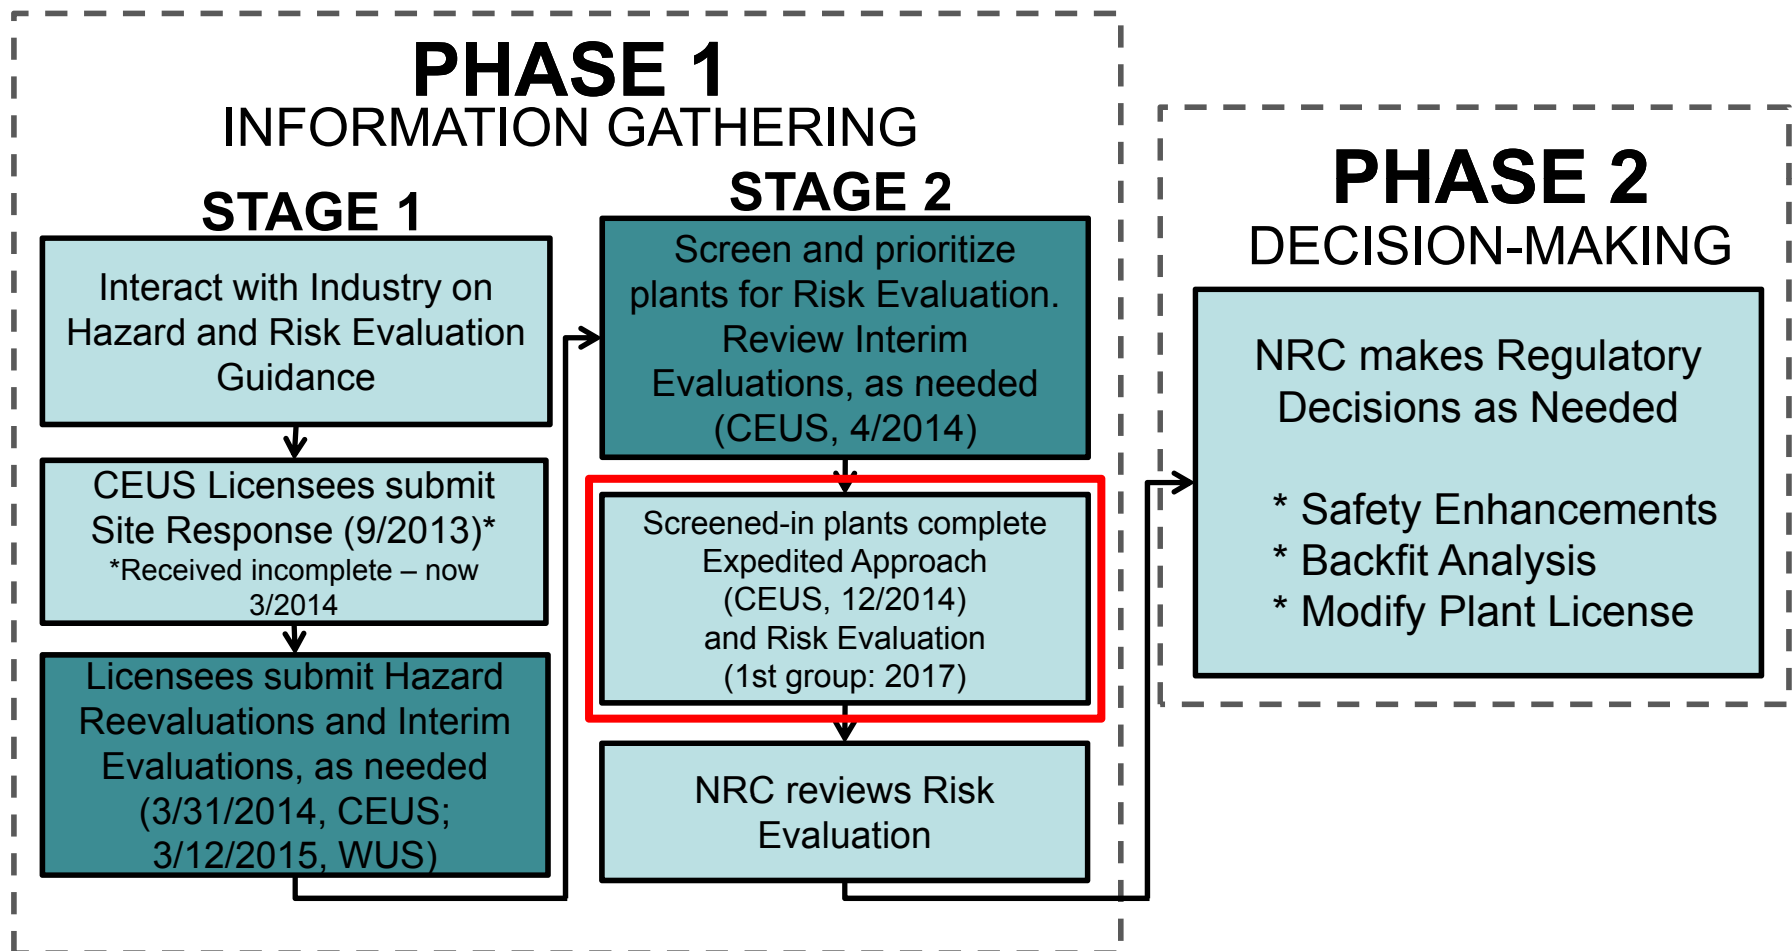 PHASE 1
INFORMATION GATHERING
STAGE 1
Interact with Industry on
Hazard and Risk Evaluation
Guidance
CEUS Licensees submit
Site Response (9/2013)*
*Received incomplete – now
3/2014
Licensees submit Hazard
Reevaluations and Interim
Evaluations, as needed
(3/31/2014, CEUS;
3/12/2015, WUS)
STAGE 2
Screen and prioritize
plants for Risk Evaluation.
Review Interim
Evaluations, as needed
(CEUS, 4/2014)
Screened-in plants complete
Expedited Approach
(CEUS, 12/2014)
and Risk Evaluation
(1st group: 2017)
NRC reviews Risk
Evaluation
PHASE 2
DECISION-MAKING
NRC makes Regulatory
Decisions as Needed
* Safety Enhancements
* Backfit Analysis
* Modify Plant License